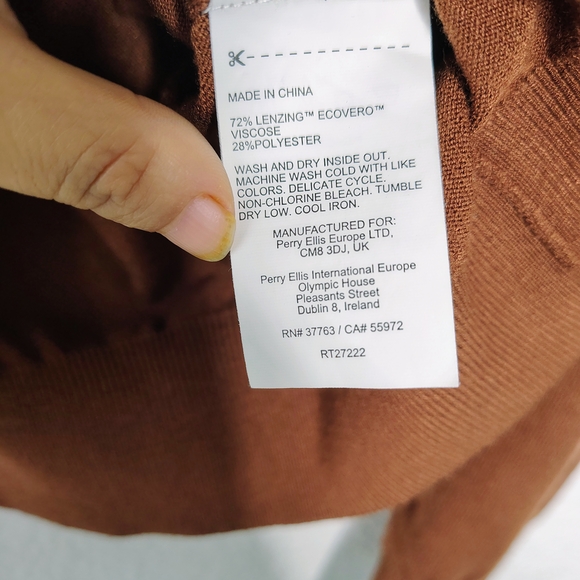 MADE IN CHINA
72% LENZING™ ECOVERO™
VISCOSE
28%POLYESTER
WASH AND DRY INSIDE OUT.
MACHINE WASH COLD WITH LIKE
COLORS. DELICATE CYCLE.
NON-CHLORINE BLEACH. TUMBLE
DRY LOW. COOL IRON.
MANUFACTURED FOR:
Perry Ellis Europe LTD,
CM8 3DJ, UK
Perry Ellis International Europe
Olympic House
Pleasants Street
Dublin 8, Ireland
RN# 37763 / CA# 55972
RT27222